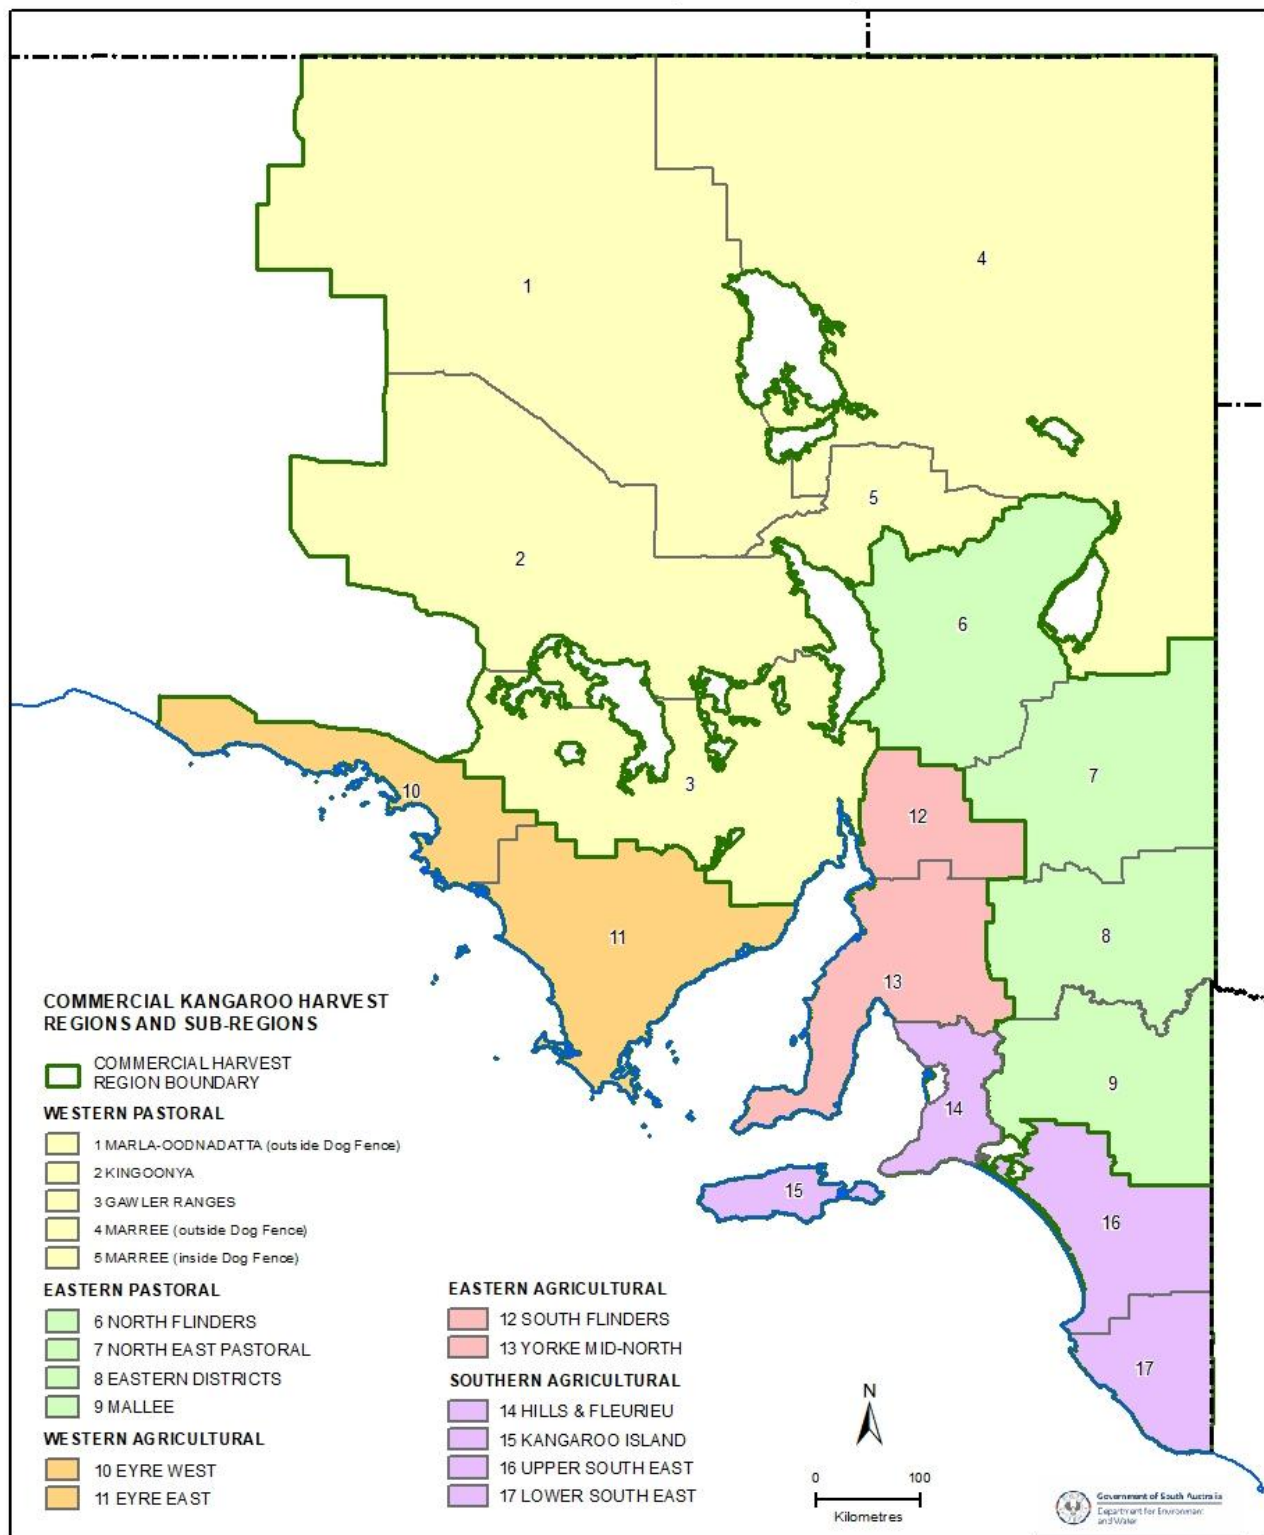 1
4
2
5
6
3
7
10
12
11
8
13
9
14
15
16
17
COMMERCIAL KANGAROO HARVEST
REGIONS AND SUB-REGIONS
COMMERCIAL HARVEST
REGION BOUNDARY
WESTERN PASTORAL
1 MARLA-OODNADATTA (outside Dog Fence)
2 KINGOONYA
3 GAWLER RANGES
4 MARREE (outside Dog Fence)
5 MARREE (inside Dog Fence)
EASTERN PASTORAL
6 NORTH FLINDERS
7 NORTH EAST PASTORAL
8 EASTERN DISTRICTS
9 MALLEE
WESTERN AGRICULTURAL
10 EYRE WEST
11 EYRE EAST
EASTERN AGRICULTURAL
12 SOUTH FLINDERS
13 YORKE MID-NORTH
SOUTHERN AGRICULTURAL
14 HILLS & FLEURIEU
15 KANGAROO ISLAND
16 UPPER SOUTH EAST
17 LOWER SOUTH EAST
N
0 100
Kilometres
Government of South Australia
Department for Environment
and Water